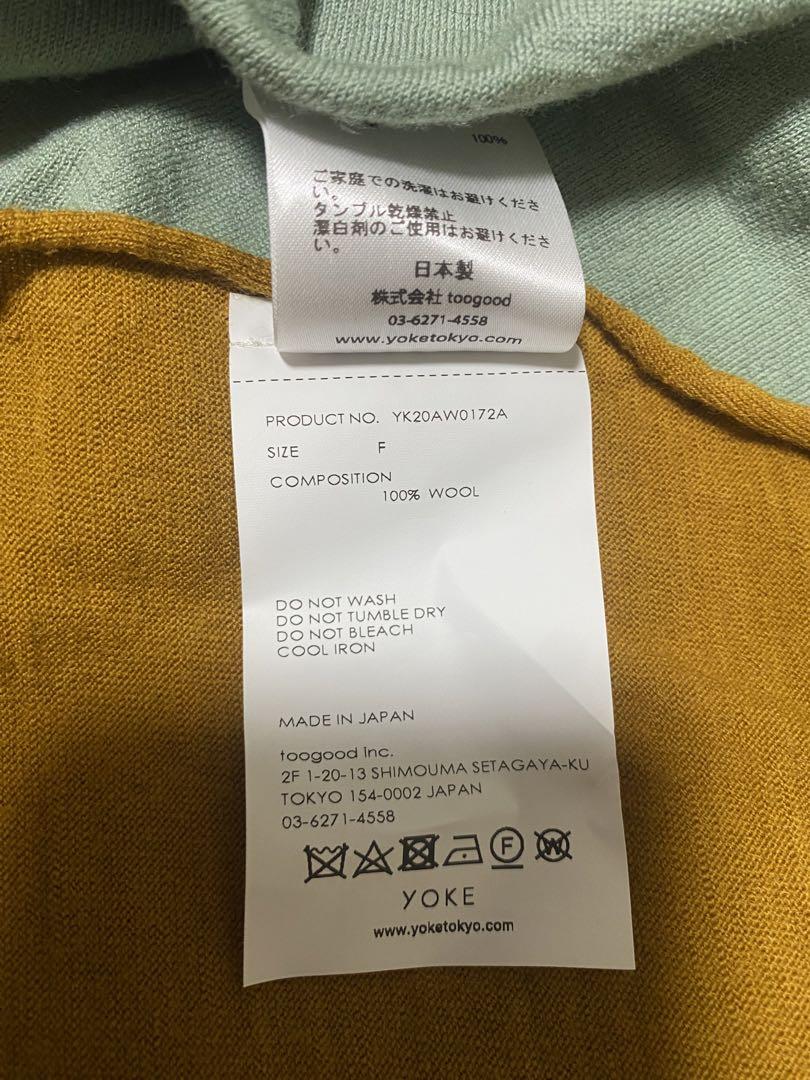 100%
ご家庭での洗濯はお避けくださ
い。
タンブル乾燥禁止
漂白剤のご使用はお避けくださ
い。
日本製
株式会社 toogood
03-6271-4558
www.yoketokyo.com
PRODUCT NO. YK20AW0172A
SIZE F
COMPOSITION
100% WOOL
DO NOT WASH
DO NOT TUMBLE DRY
DO NOT BLEACH
COOL IRON
MADE IN JAPAN
toogood Inc.
2F 1-20-13 SHIMOUMA SETAGAYA-KU
TOKYO 154-0002 JAPAN
03-6271-4558
F W
YOKE
www.yoketokyo.com